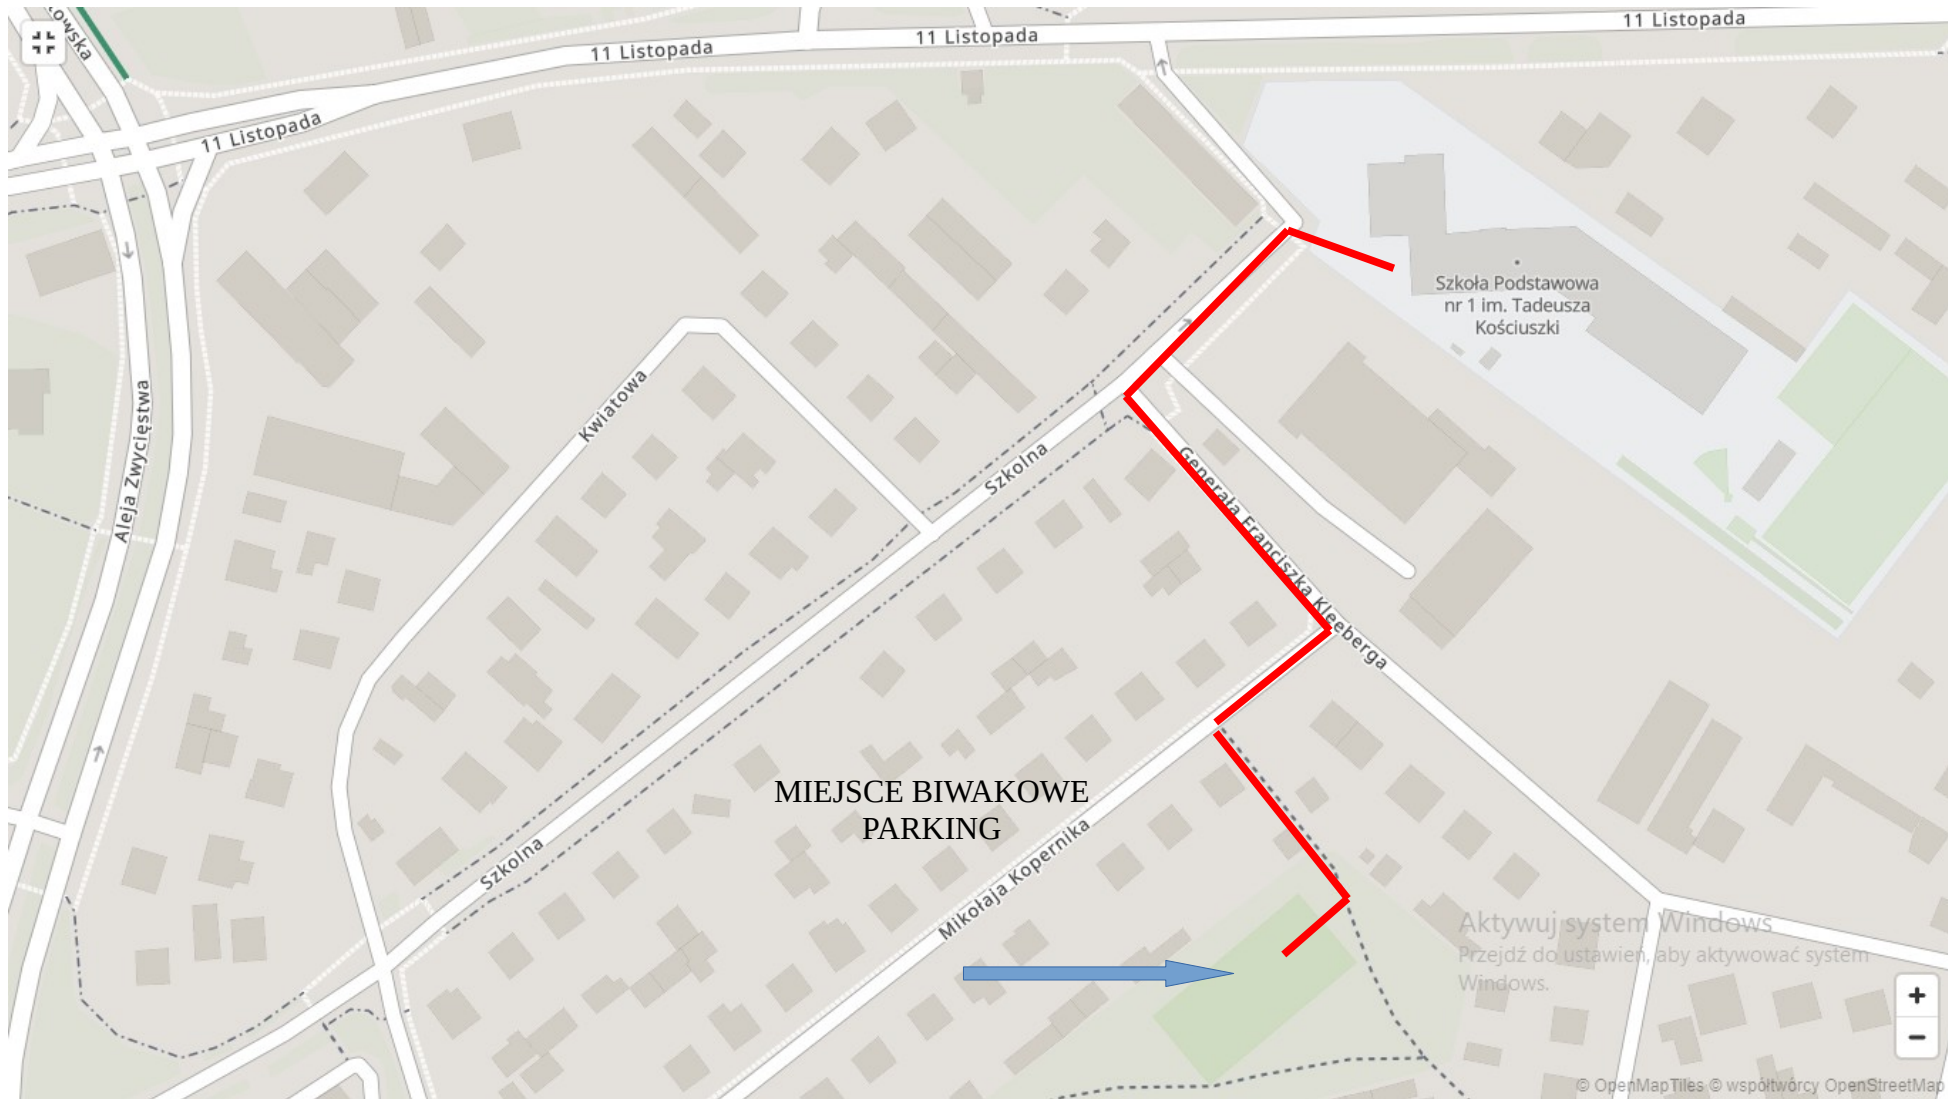 11 Listopada
11 Listopada
11 Listopada
11 Listopada
Szkoła Podstawowa
nr 1 im. Tadeusza
Kościuszki
Kwiatowa
Aleja Zwycięstwa
Szkolna
Generała Franciszka Kleeberga
MIEJSCE BIWAKOWE
PARKING
Szkolna
Mikołaja Kopernika
Aktywuj system Windows
Przejdź do ustawień, aby aktywować system
Windows.
+
−
© OpenMapTiles © współtwórcy OpenStreetMap